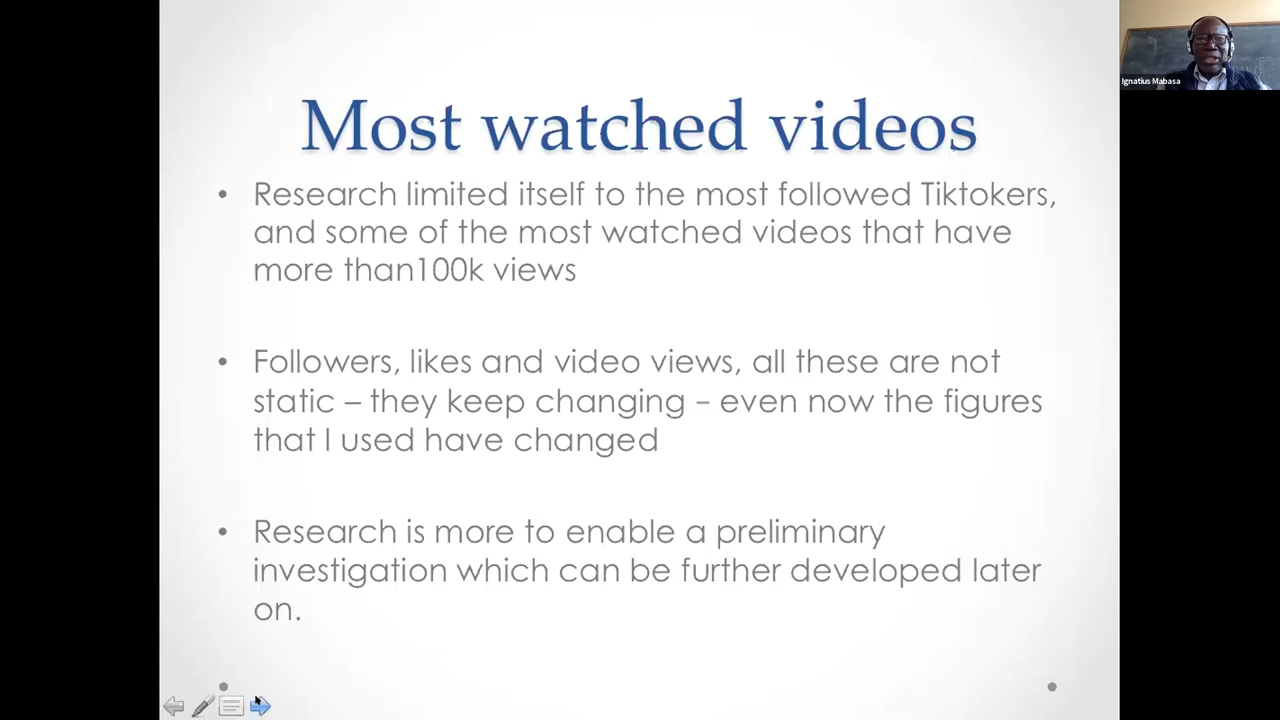 Most watched videos
• Research limited itself to the most followed Tiktokers,
and some of the most watched videos that have
more than100k views
• Followers, likes and video views, all these are not
static – they keep changing – even now the figures
that I used have changed
• Research is more to enable a preliminary
investigation which can be further developed later
on.
Ignatius Mabasa